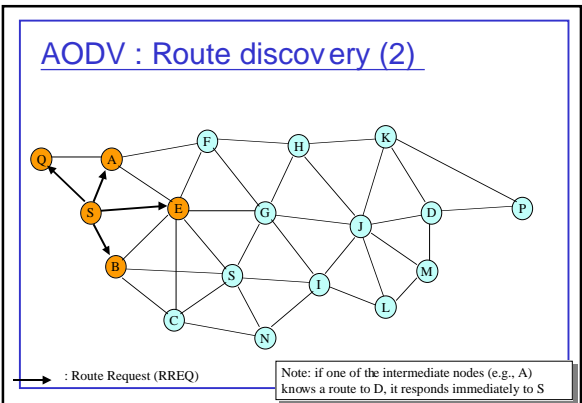 AODV : Route discovery (2)
F
K
H
Q
A
S
E
G
D
P
J
B
S
I
M
C
L
N
: Route Request (RREQ)
Note: if one of the intermediate nodes (e.g., A)
knows a route to D, it responds immediately to S